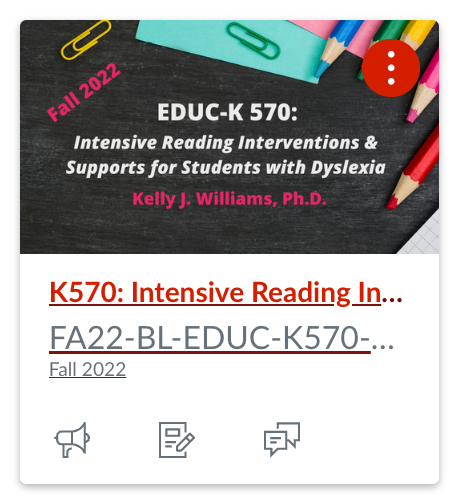 Fall 2022
EDUC-K 570:
Intensive Reading Interventions &
Supports for Students with Dyslexia
Kelly J. Williams, Ph.D.
K570: Intensive Reading In...
FA22-BL-EDUC-K570-...
Fall 2022